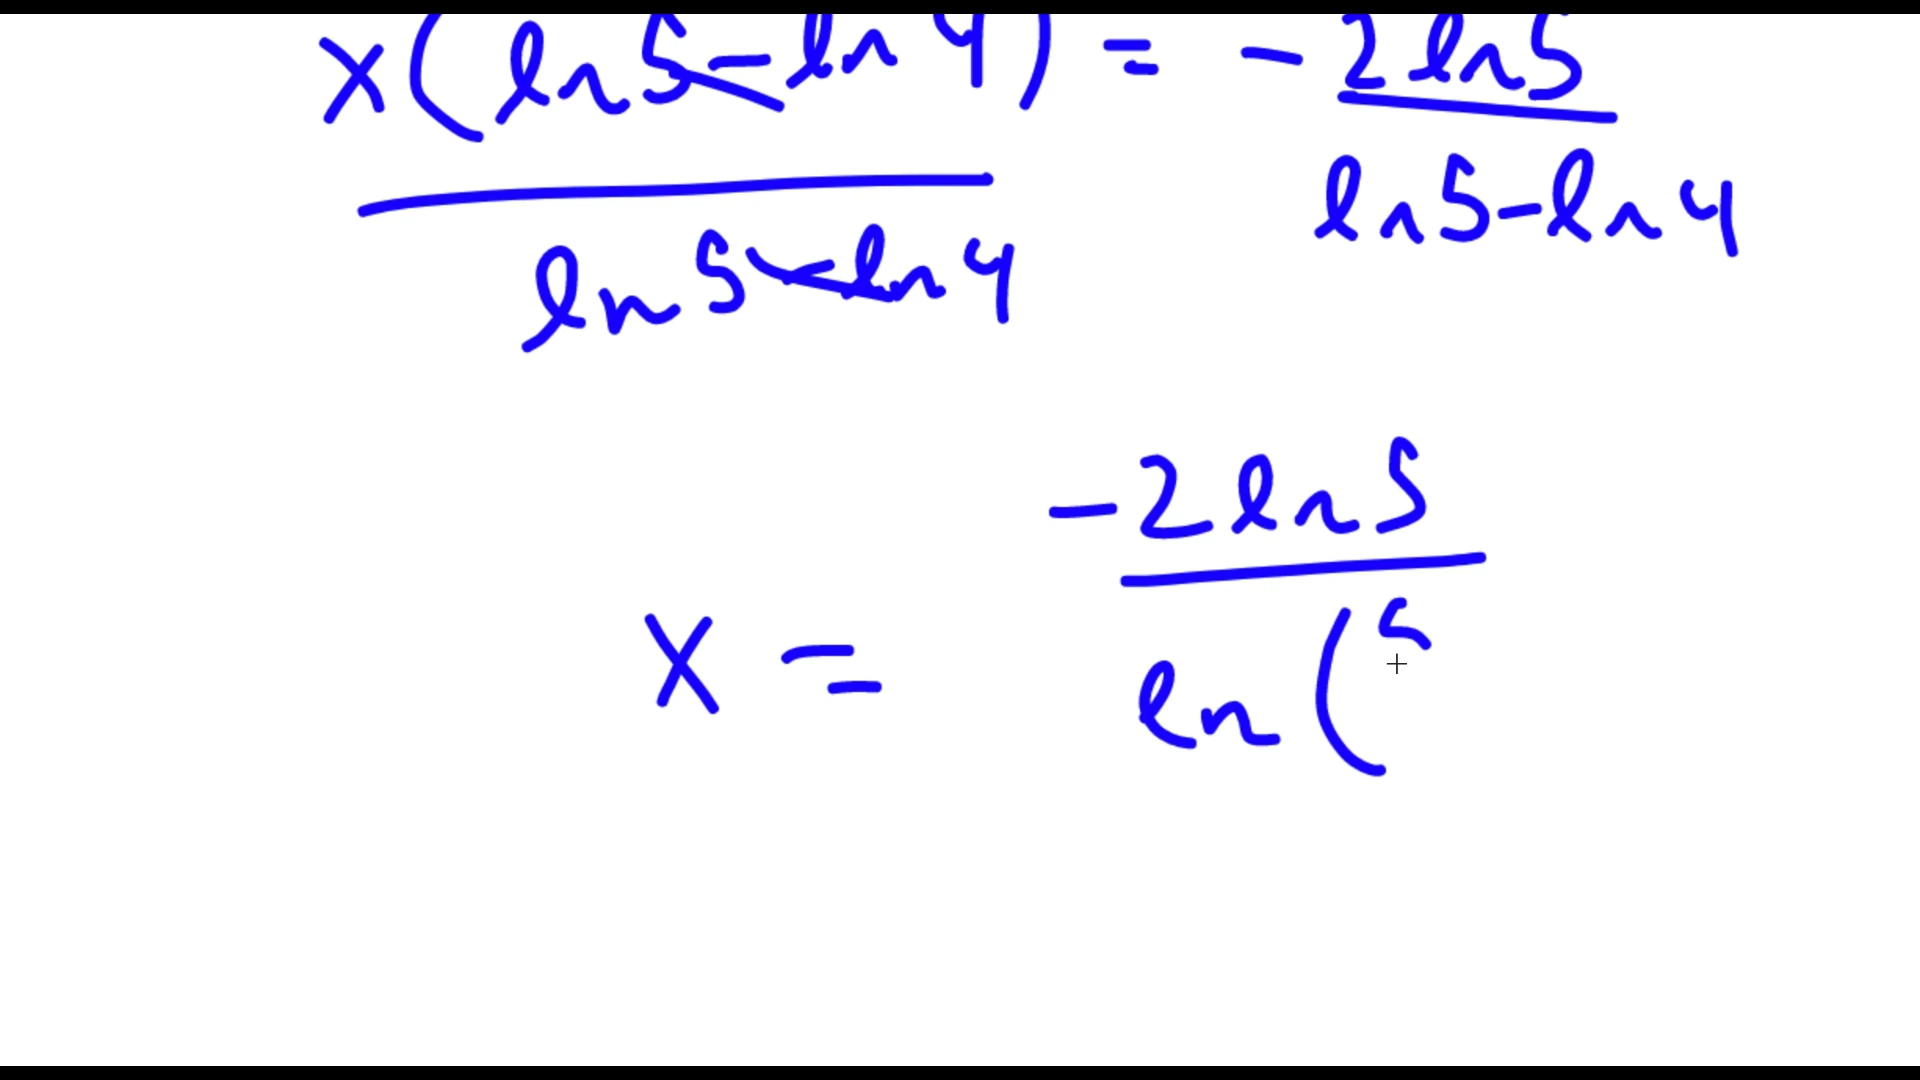 x(ln5-ln4) = -2ln5
ln5-ln4 ln5-ln4
-2ln5
x =
ln(5